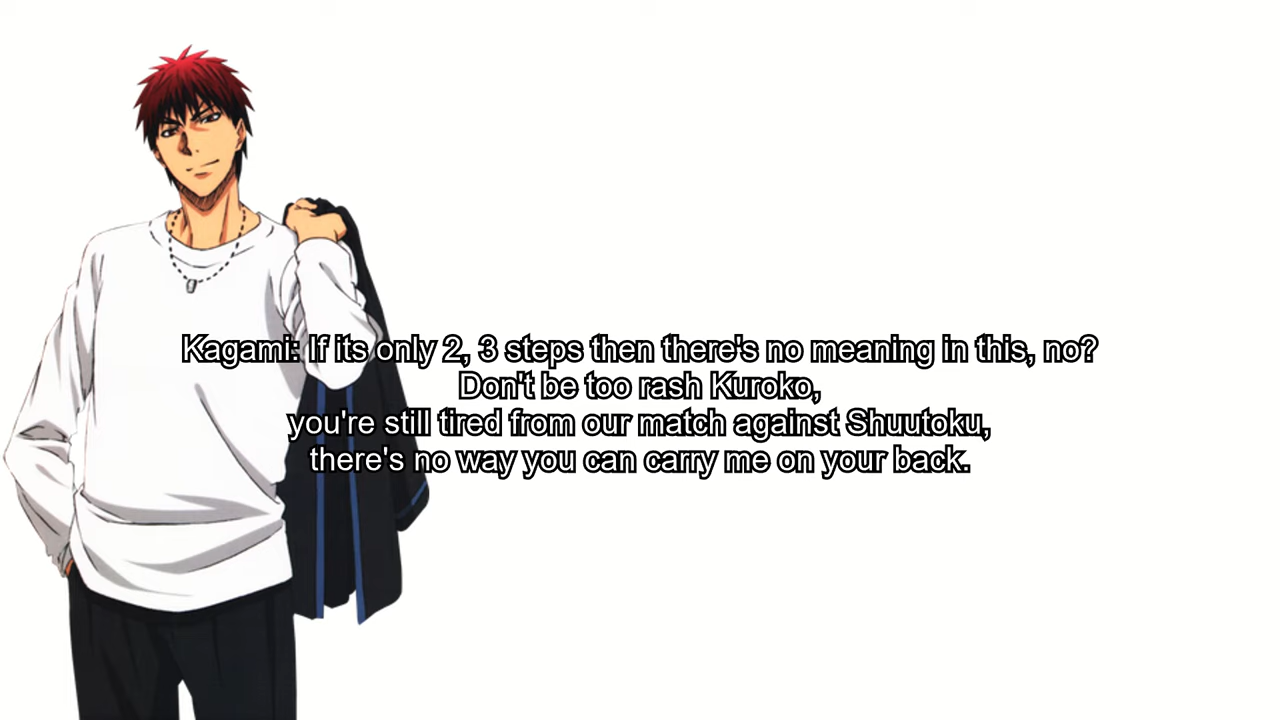 Kagami: If its only 2, 3 steps then there's no meaning in this, no?
Don't be too rash Kuroko,
you're still tired from our match against Shuutoku,
there's no way you can carry me on your back.